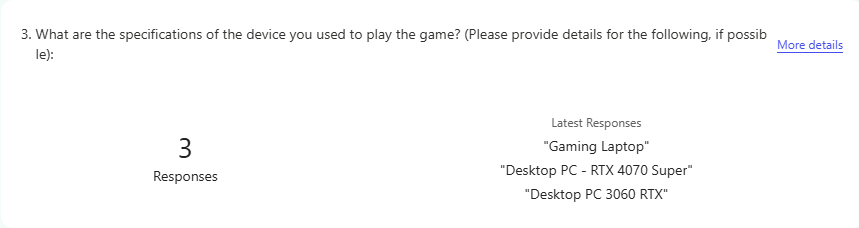 3. What are the specifications of the device you used to play the game? (Please provide details for the following, if possib
le):
More details
3
Responses
Latest Responses
"Gaming Laptop"
"Desktop PC - RTX 4070 Super"
"Desktop PC 3060 RTX"